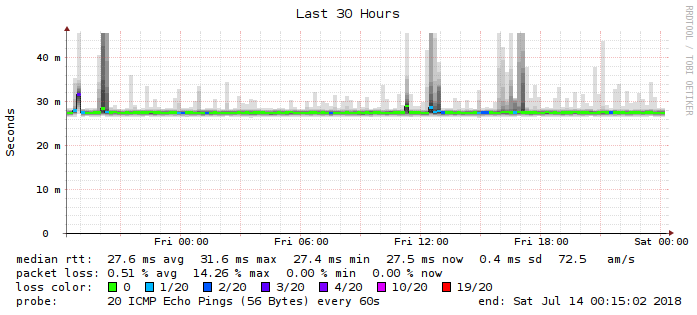 Last 30 Hours
RRDTOOL / TOBI OETIKER
Seconds
40 m
30 m
20 m
10 m
0
Fri 00:00 Fri 06:00 Fri 12:00 Fri 18:00 Sat 00:00
median rtt: 27.6 ms avg 31.6 ms max 27.4 ms min 27.5 ms now 0.4 ms sd 72.5 am/s
packet loss: 0.51 % avg 14.26 % max 0.00 % min 0.00 % now
loss color: 0 1/20 2/20 3/20 4/20 10/20 19/20
probe: 20 ICMP Echo Pings (56 Bytes) every 60s end: Sat Jul 14 00:15:02 2018